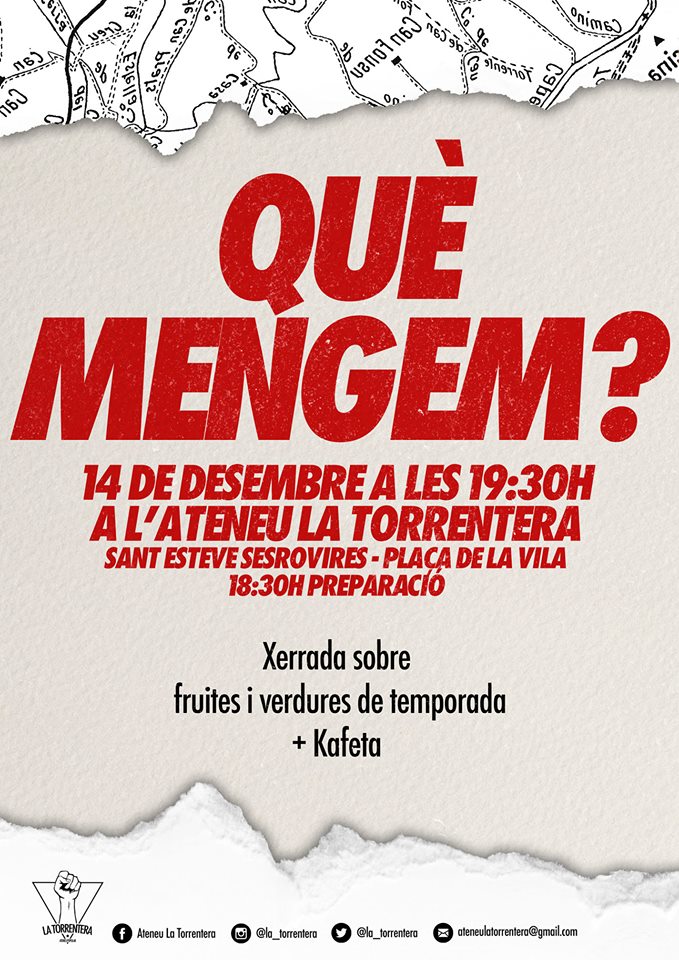 QUÈ
MENGEM?
14 DE DESEMBRE A LES 19:30H
A L'ATENEU LA TORRENTERA
SANT ESTEVE SESROVIRES - PLAÇA DE LA VILA
18:30H PREPARACIÓ
Xerrada sobre
fruites i verdures de temporada
+ Kafeta
LA TORRENTERA
Ateneu La Torrentera @la_torrentera @la_torrentera ateneulatorrentera@gmail.com